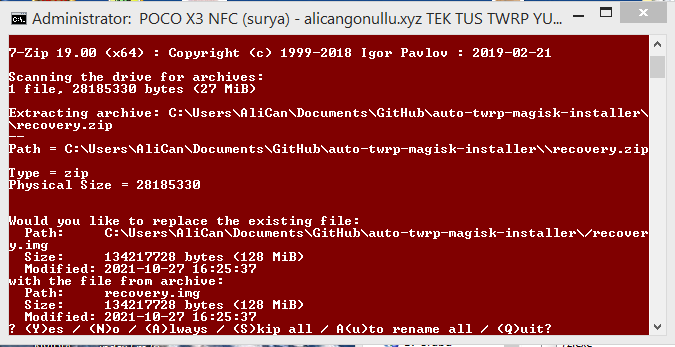 Administrator: POCO X3 NFC (surya) - alicangonullu.xyz TEK TUS TWRP YU...
7-Zip 19.00 (x64) : Copyright (c) 1999-2018 Igor Pavlov : 2019-02-21
Scanning the drive for archives:
1 file, 28185330 bytes (27 MiB)
Extracting archive: C:\Users\AliCan\Documents\GitHub\auto-twrp-magisk-installer\
\recovery.zip
--
Path = C:\Users\AliCan\Documents\GitHub\auto-twrp-magisk-installer\\recovery.zip
Type = zip
Physical Size = 28185330
Would you like to replace the existing file:
Path:     C:\Users\AliCan\Documents\GitHub\auto-twrp-magisk-installer\/recover
y.img
Size:     134217728 bytes (128 MiB)
Modified: 2021-10-27 16:25:37
with the file from archive:
Path:     recovery.img
Size:     134217728 bytes (128 MiB)
Modified: 2021-10-27 16:25:37
? (Y)es / (N)o / (A)lways / (S)kip all / A(u)to rename all / (Q)uit?